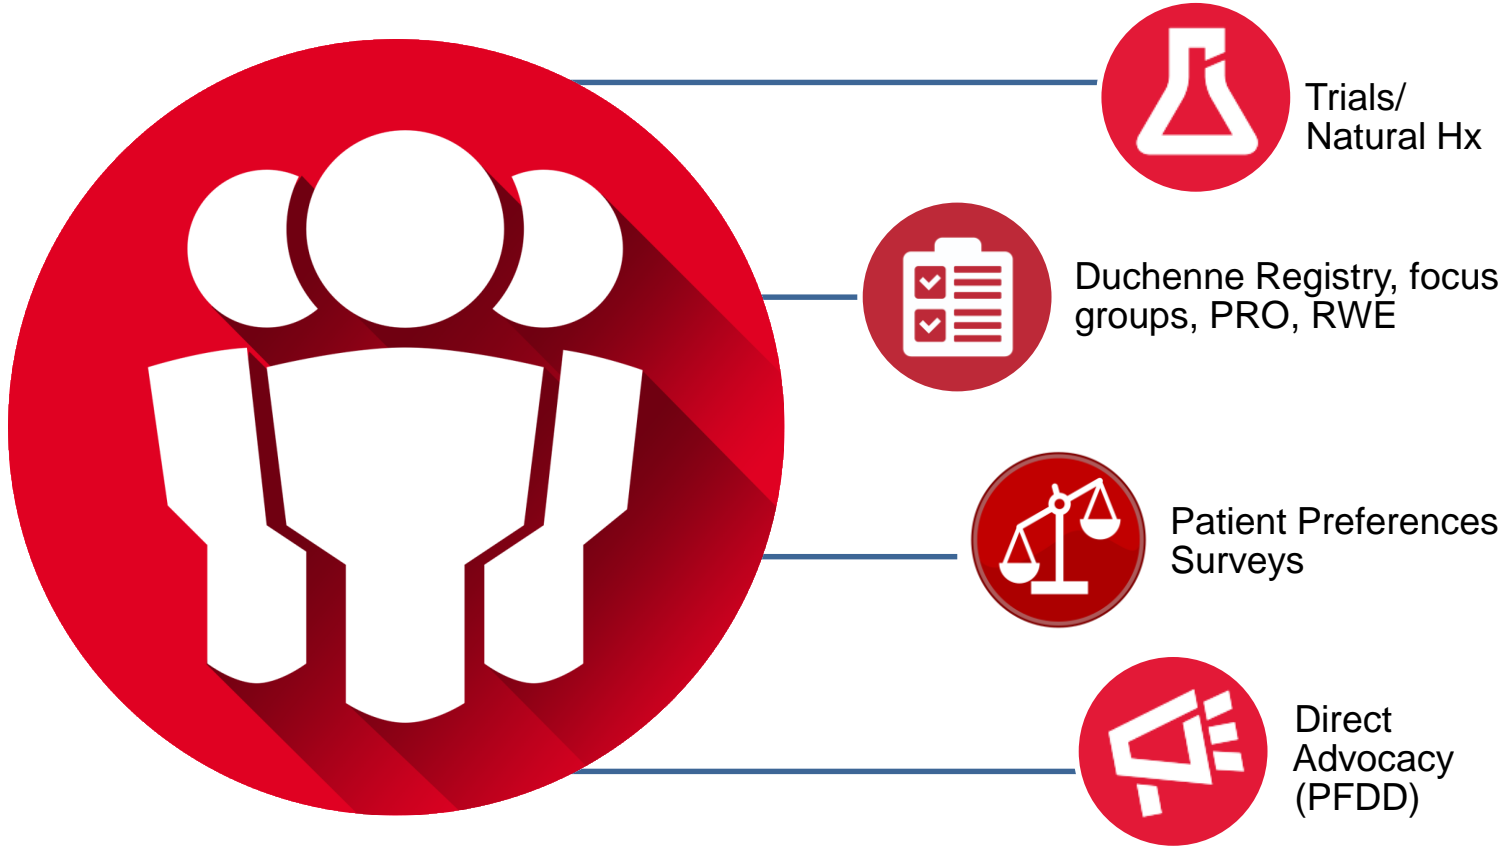 Trials/
Natural Hx
Duchenne Registry, focus
groups, PRO, RWE
Patient Preferences
Surveys
Direct
Advocacy
(PFDD)